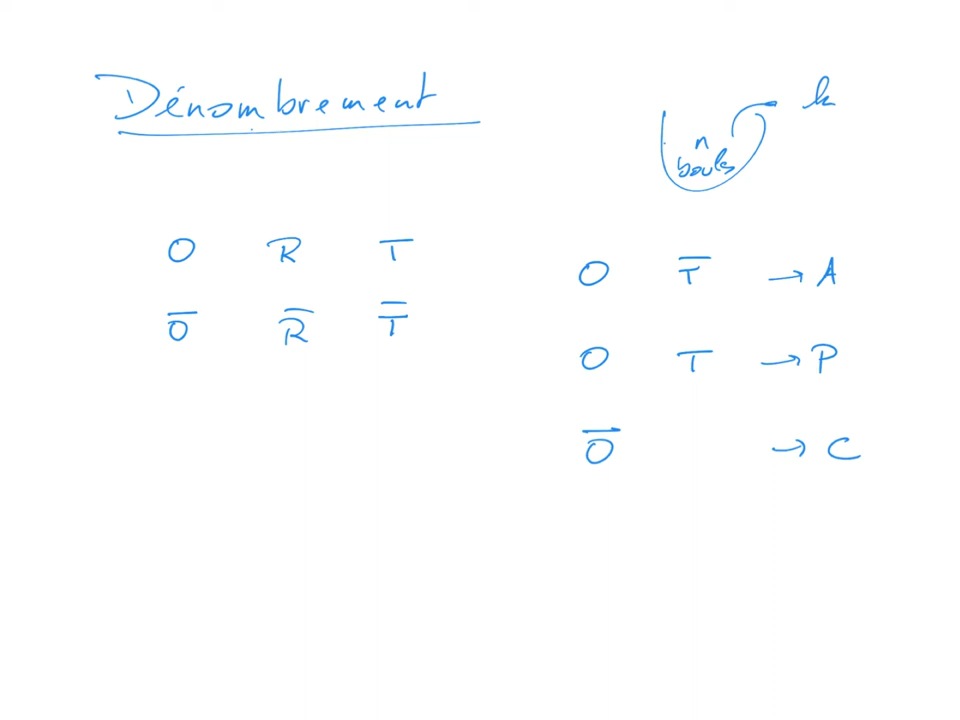 Dénombrement
k
n
boules
O R T
O̅ R̅ T̅
O T̅ → A
O T → P
O̅ → C